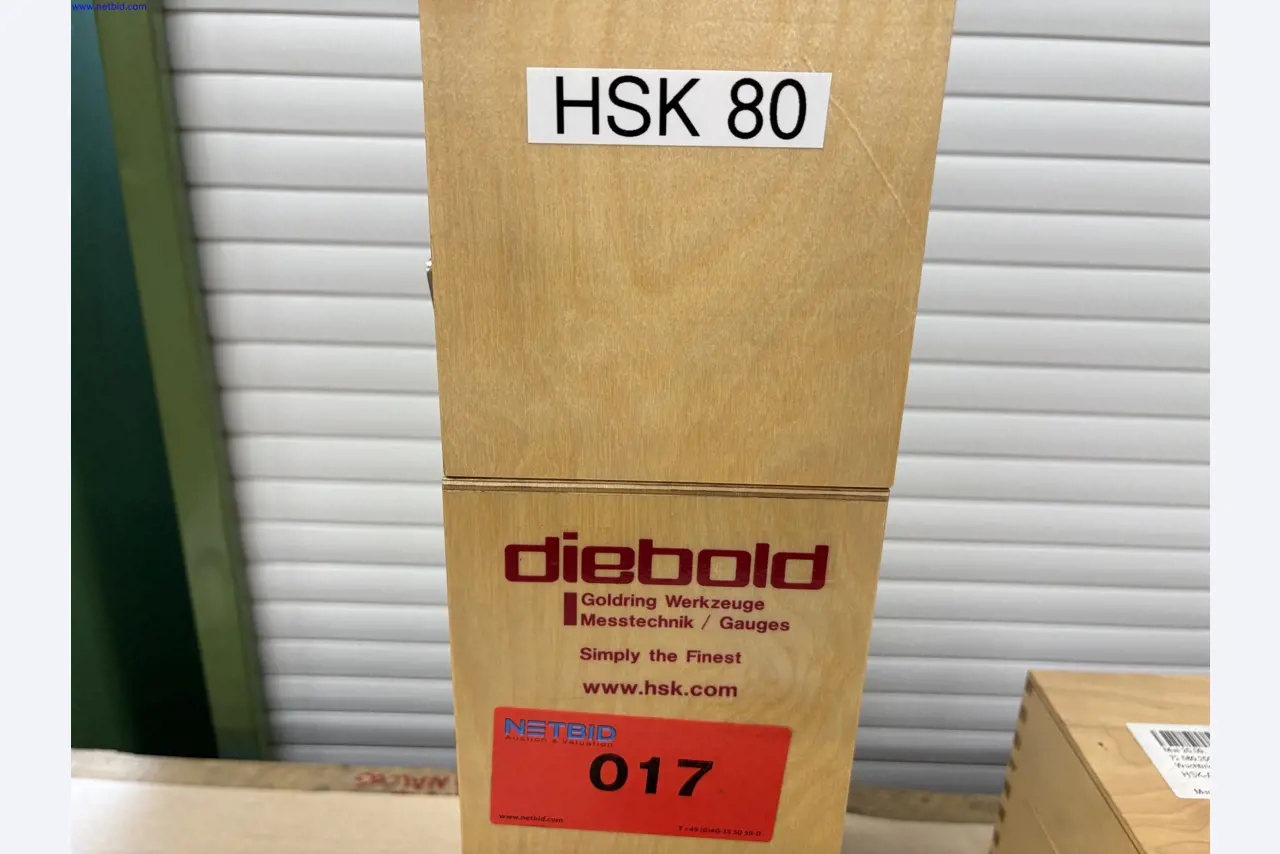 www.netbid.com
HSK 80
diebold
Goldring Werkzeuge
Messtechnik / Gauges
Simply the Finest
www.hsk.com
NETBID
Auction & Valuation
017
www.netbid.com
ANALOG